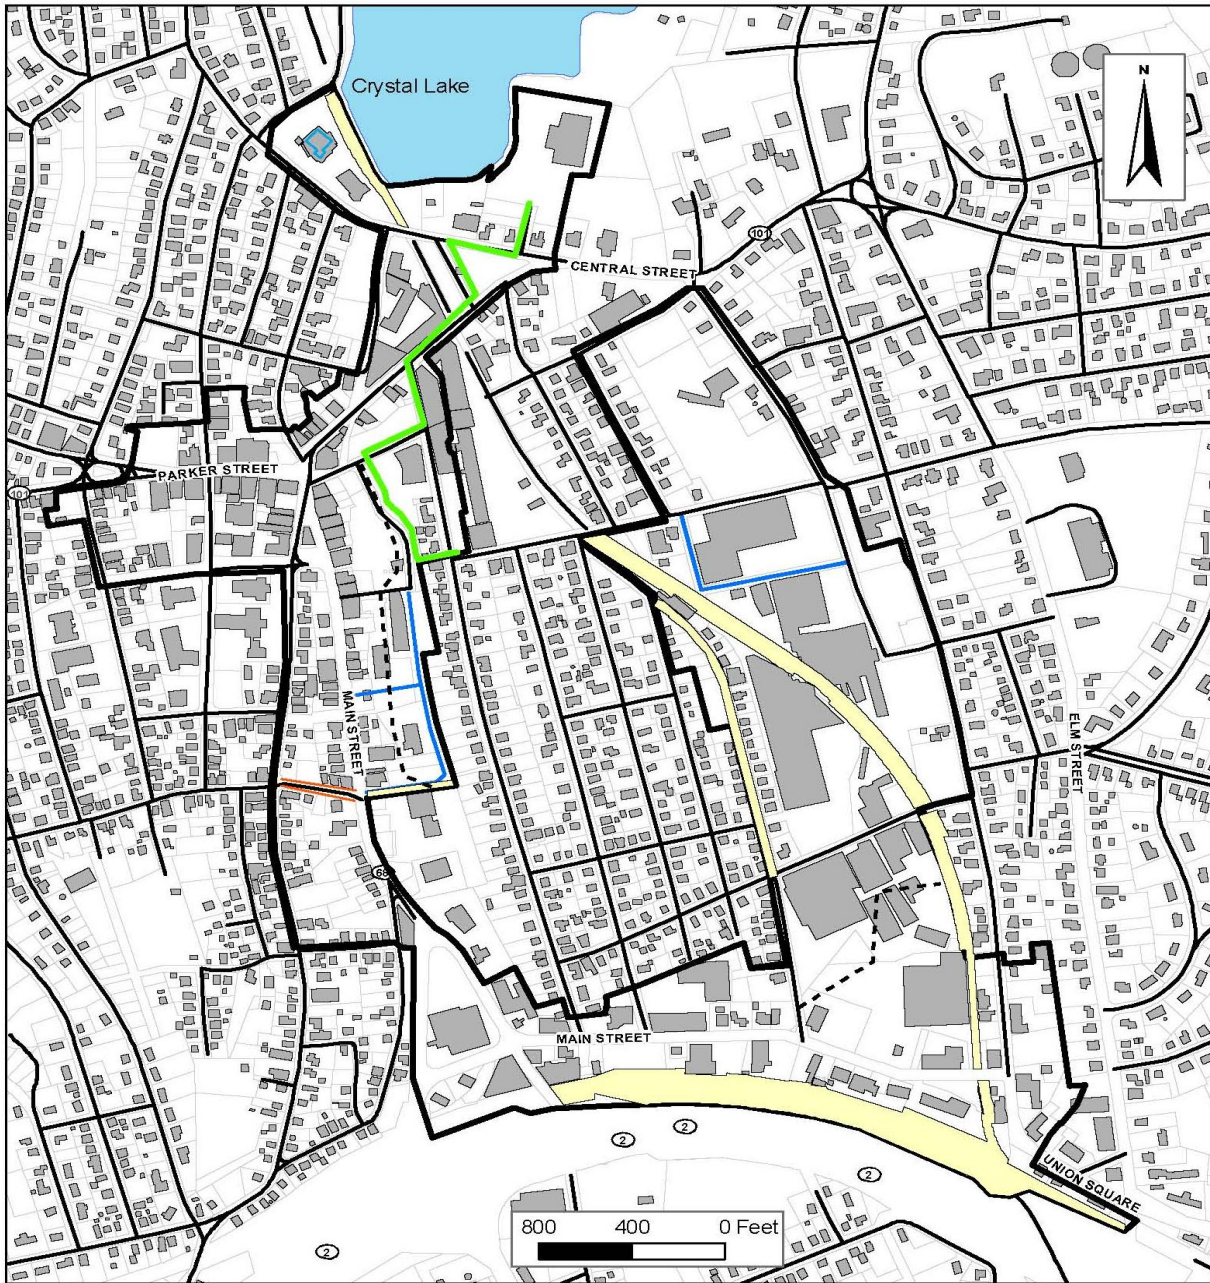 Crystal Lake
N
101
CENTRAL STREET
PARKER STREET
101
MAIN STREET
ELM STREET
68
MAIN STREET
2
2
2
UNION SQUARE
800 400 0 Feet
2